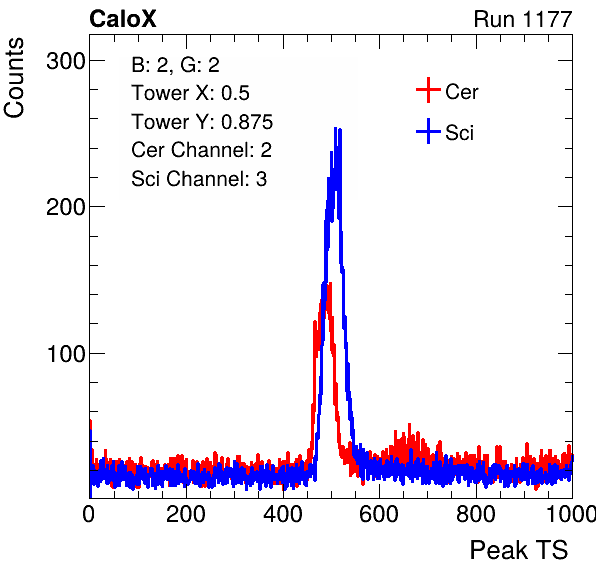 CaloX Run 1177
Counts
B: 2, G: 2
Tower X: 0.5
Tower Y: 0.875
Cer Channel: 2
Sci Channel: 3
Cer
Sci
300
200
100
0 200 400 600 800 1000
Peak TS